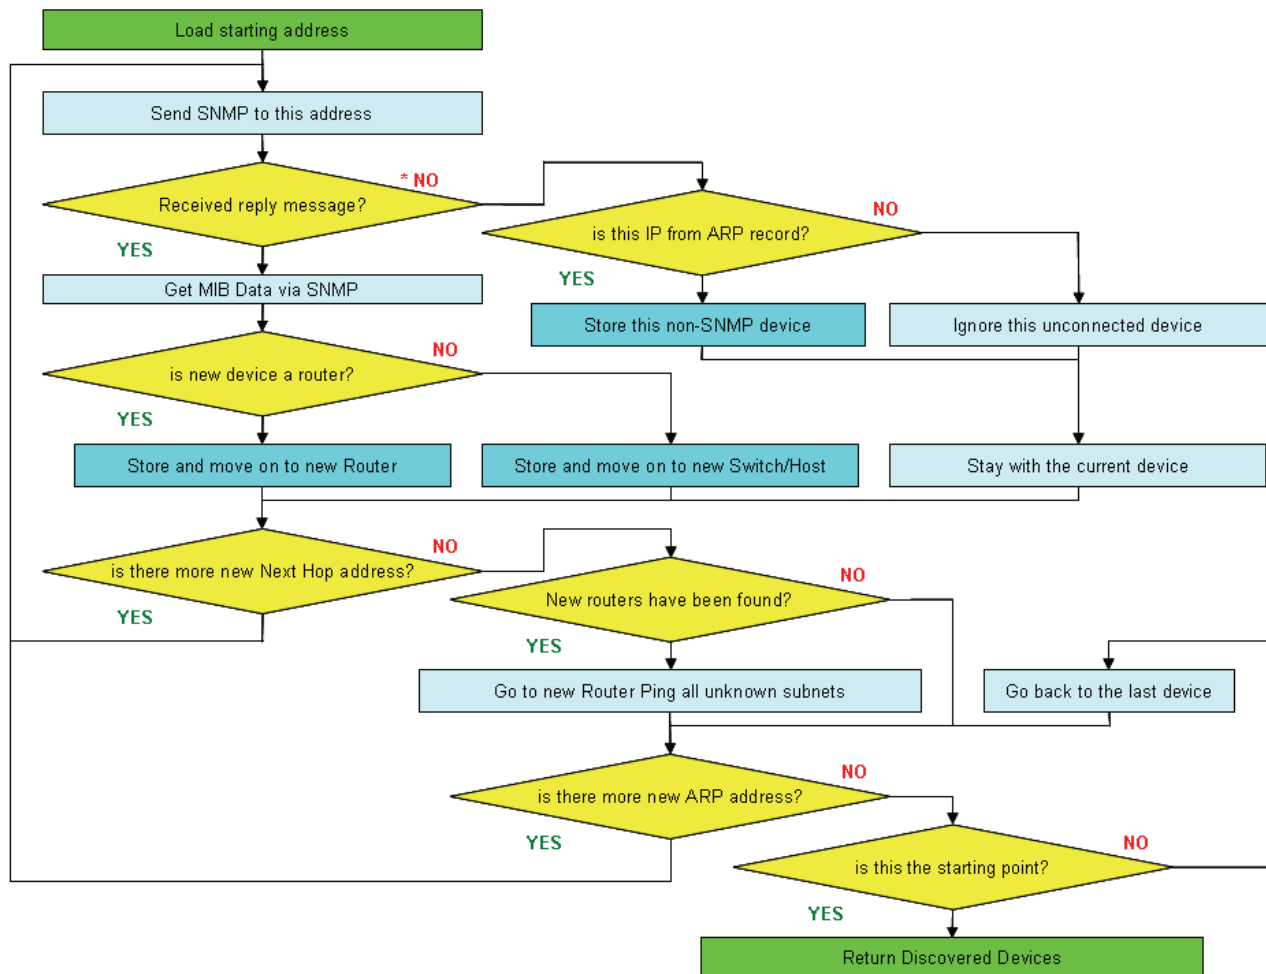 Load starting address
Send SNMP to this address
* NO
Received reply message?
NO
is this IP from ARP record?
YES
YES
Get MIB Data via SNMP
Store this non-SNMP device
Ignore this unconnected device
NO
is new device a router?
YES
Store and move on to new Router
Store and move on to new Switch/Host
Stay with the current device
NO
is there more new Next Hop address?
NO
New routers have been found?
YES
YES
Go to new Router Ping all unknown subnets
Go back to the last device
NO
is there more new ARP address?
YES
NO
is this the starting point?
YES
Return Discovered Devices